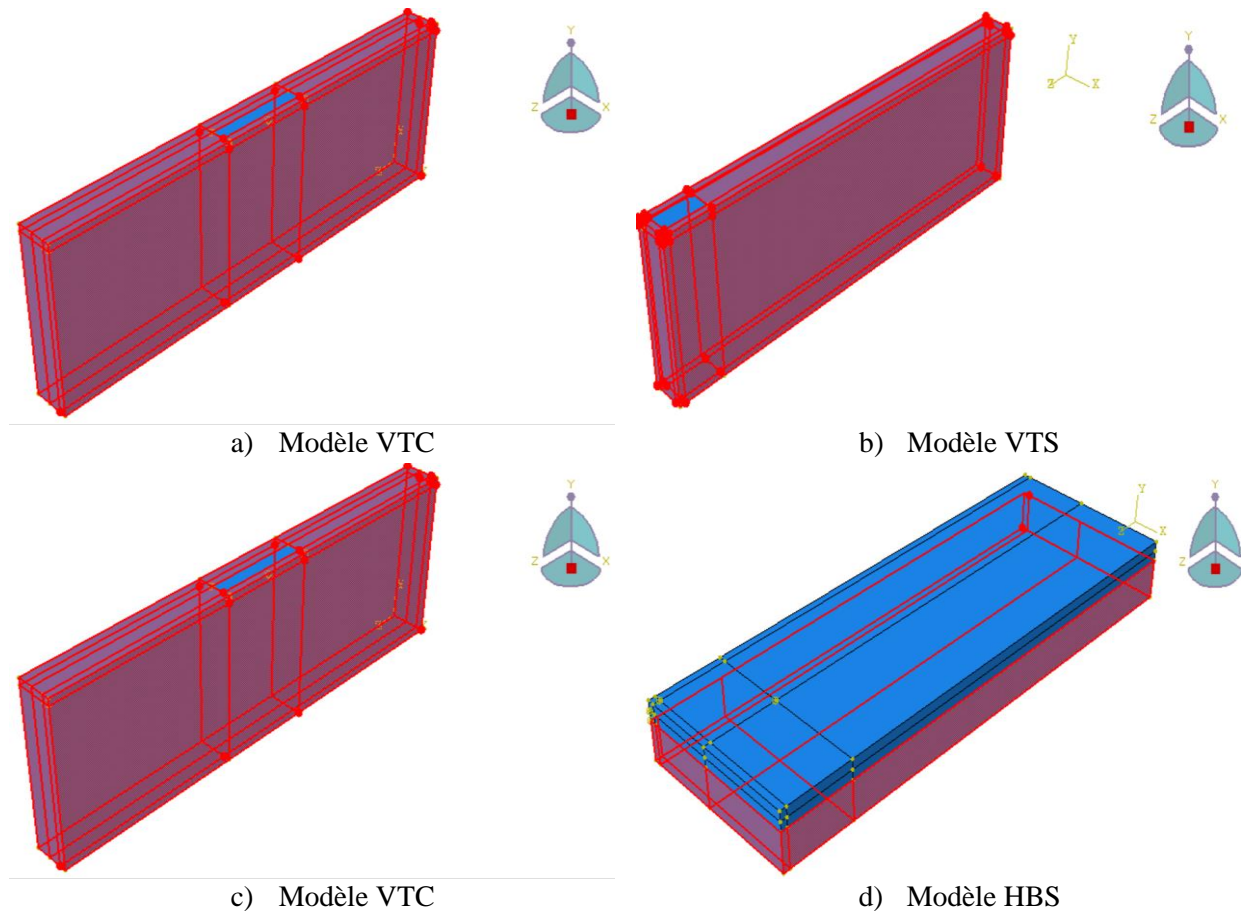 Y
Z X
Y
Z X
Y
Z X
a) Modèle VTC
b) Modèle VTS
Y
Z X
Y
Z X
Y
Z X
c) Modèle VTC
d) Modèle HBS